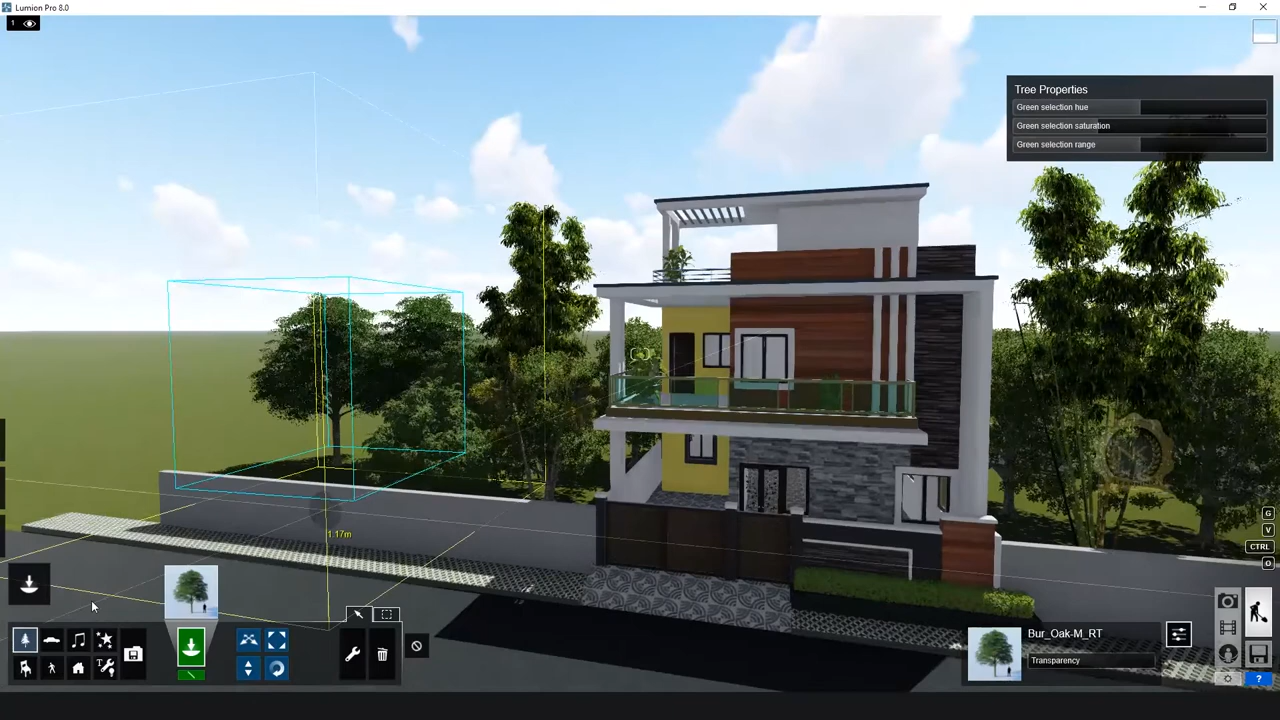 Lumion Pro 8.0
1
Tree Properties
Green selection hue
Green selection saturation
Green selection range
1.17m
G
V
CTRL
O
Bur_Oak-M_RT
Transparency
?